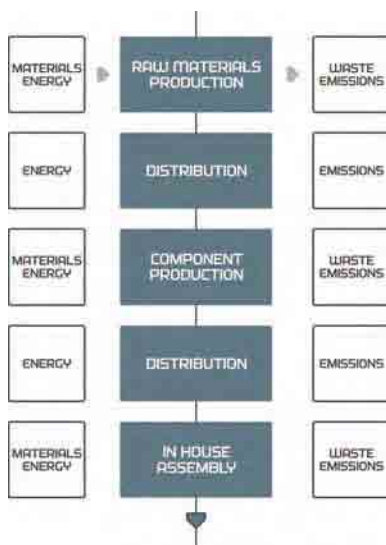 MATERIALS
ENERGY
RAW MATERIALS
PRODUCTION
WASTE
EMISSIONS
ENERGY
DISTRIBUTION
EMISSIONS
MATERIALS
ENERGY
COMPONENT
PRODUCTION
WASTE
EMISSIONS
ENERGY
DISTRIBUTION
EMISSIONS
MATERIALS
ENERGY
IN HOUSE
ASSEMBLY
WASTE
EMISSIONS